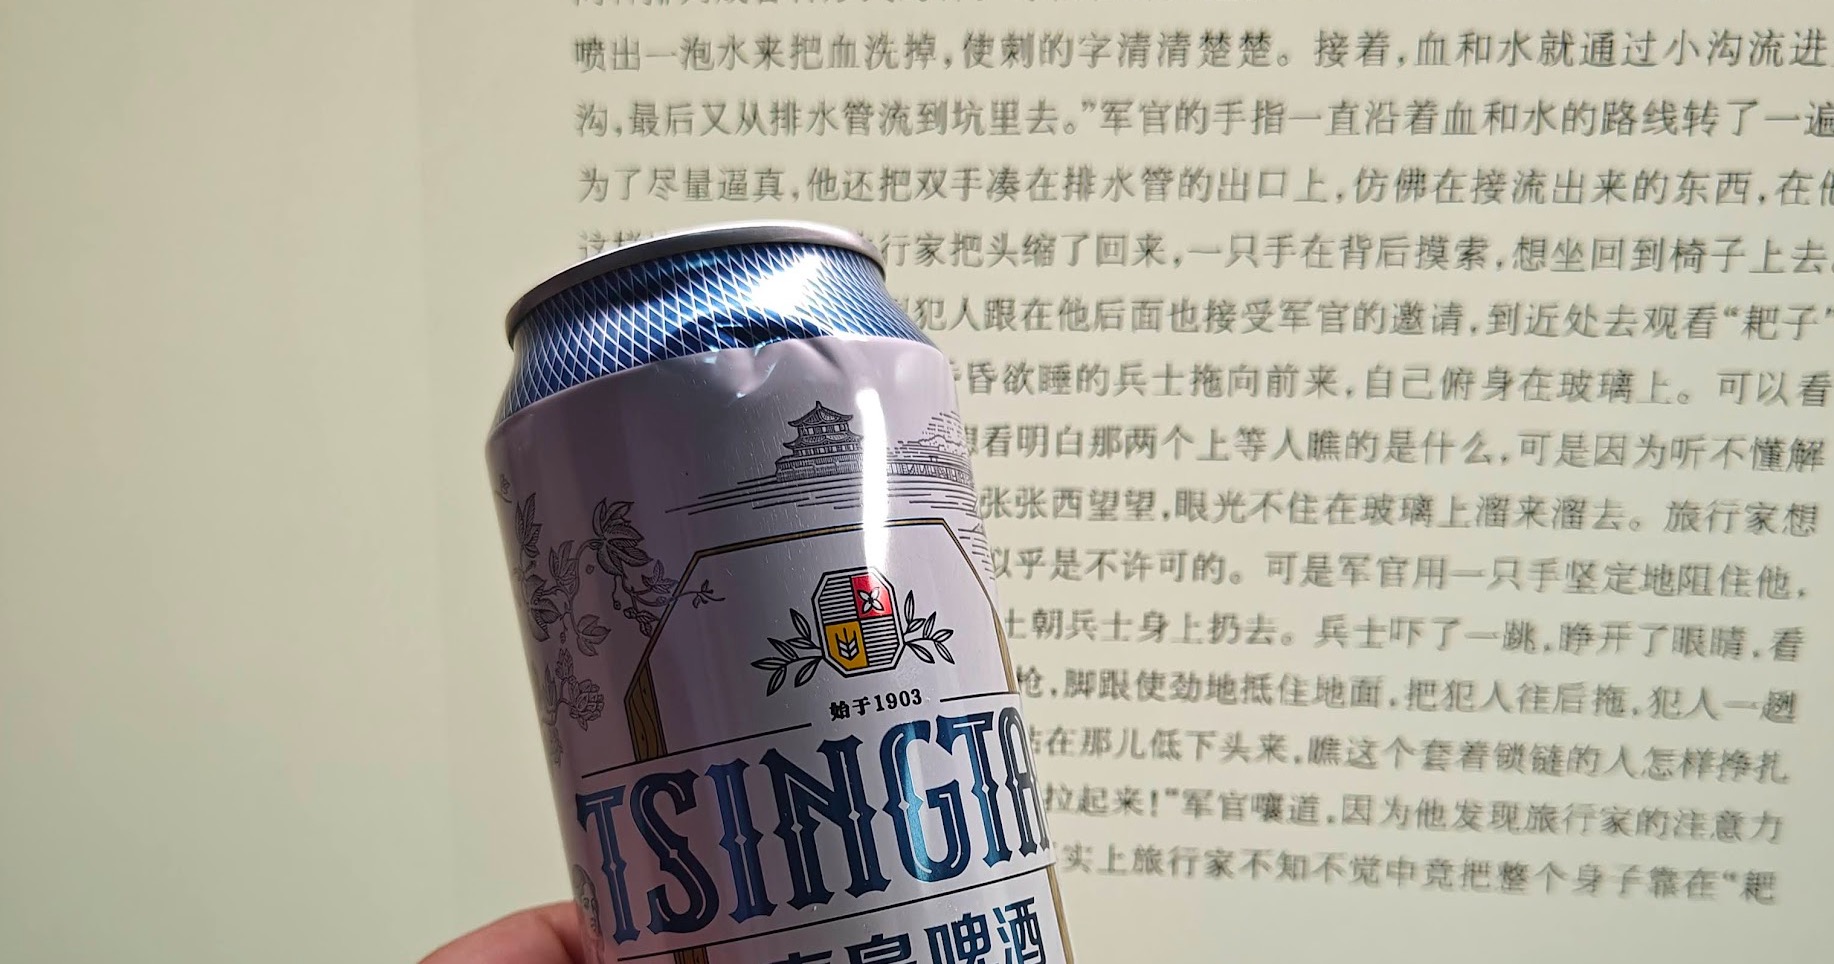 喷出一泡水来把血洗掉,使刺的字清清楚楚。接着,血和水就通过小沟流进
沟,最后又从排水管流到坑里去。”军官的手指一直沿着血和水的路线转了一遍
为了尽量逼真,他还把双手凑在排水管的出口上,仿佛在接流出来的东西,在他
行家把头缩了回来,一只手在背后摸索,想坐回到椅子上去
犯人跟在他后面也接受军官的邀请,到近处去观看“耙子”
昏欲睡的兵士拖向前来,自己俯身在玻璃上。可以看
看明白那两个上等人瞧的是什么,可是因为听不懂解
张张西望望,眼光不住在玻璃上溜来溜去。旅行家想
似乎是不许可的。可是军官用一只手坚定地阻住他,
士朝兵士身上扔去。兵士吓了一跳,睁开了眼睛,看
枪,脚跟使劲地抵住地面,把犯人往后拖,犯人一趔
在那儿低下头来,瞧这个套着锁链的人怎样挣扎
拉起来!”军官嚷道,因为他发现旅行家的注意力
实上旅行家不知不觉中竟把整个身子靠在“耙
始于1903
TSINGTA
青岛啤酒